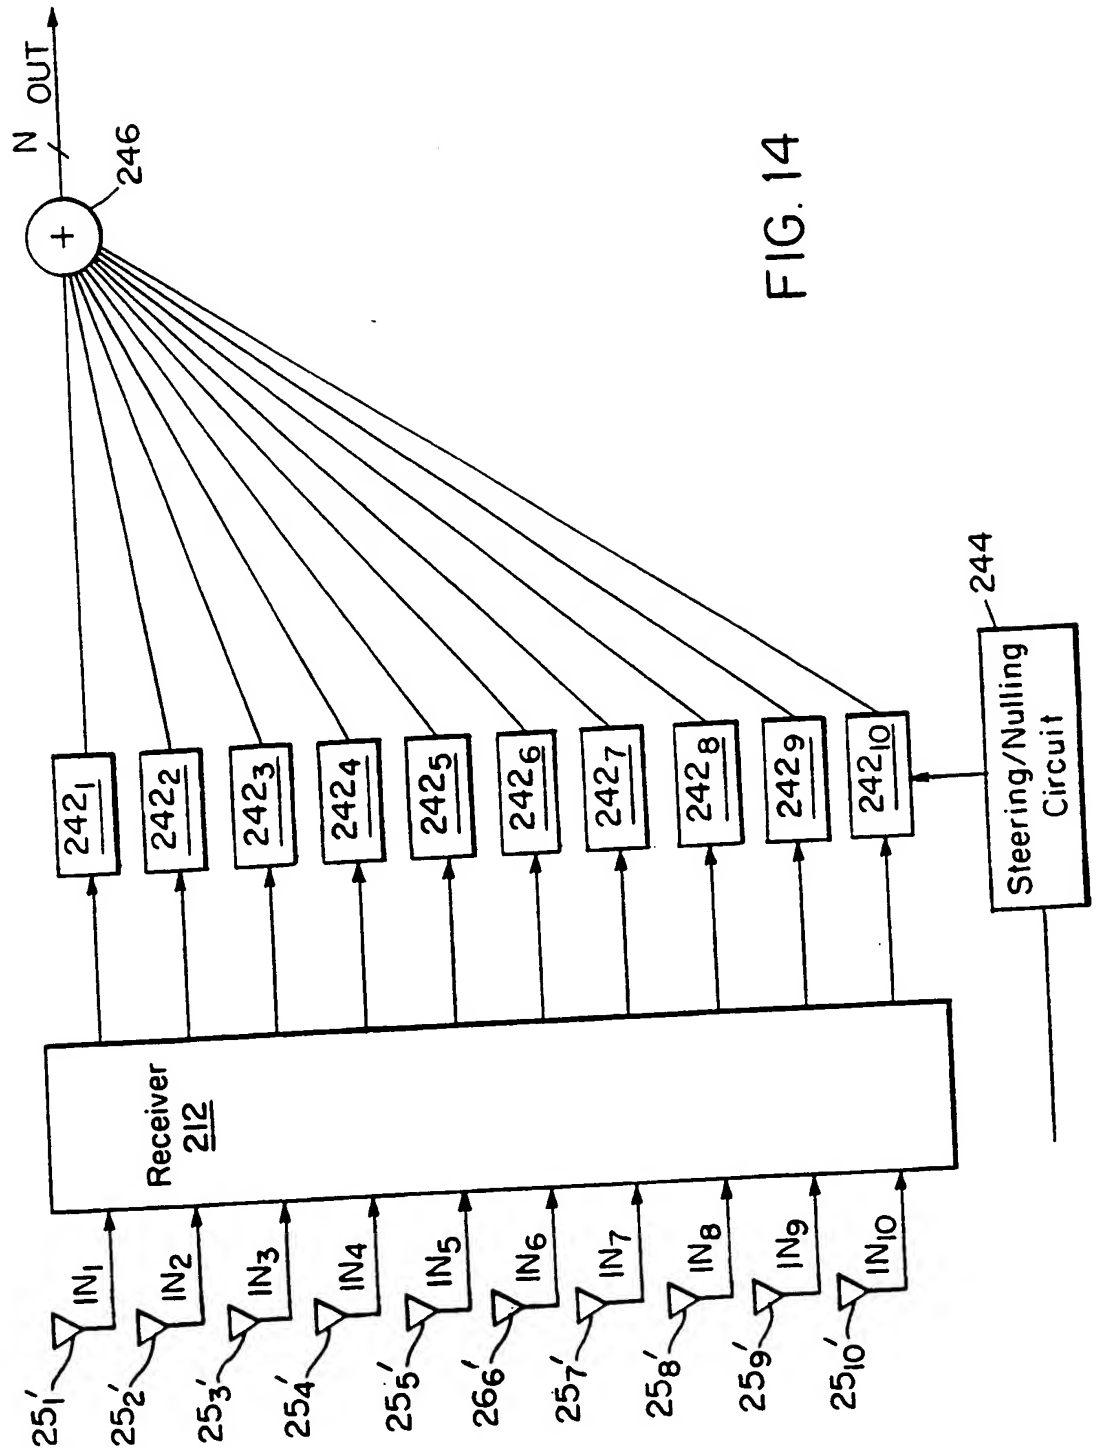 25₁' IN₁
25₂' IN₂
25₃' IN₃
25₄' IN₄
25₅' IN₅
26₆' IN₆
25₇' IN₇
25₈' IN₈
25₉' IN₉
25₁₀' IN₁₀
Receiver
212
242₁
242₂
242₃
242₄
242₅
242₆
242₇
242₈
242₉
242₁₀
Steering/Nulling
Circuit
244
+
246
N
OUT
FIG. 14